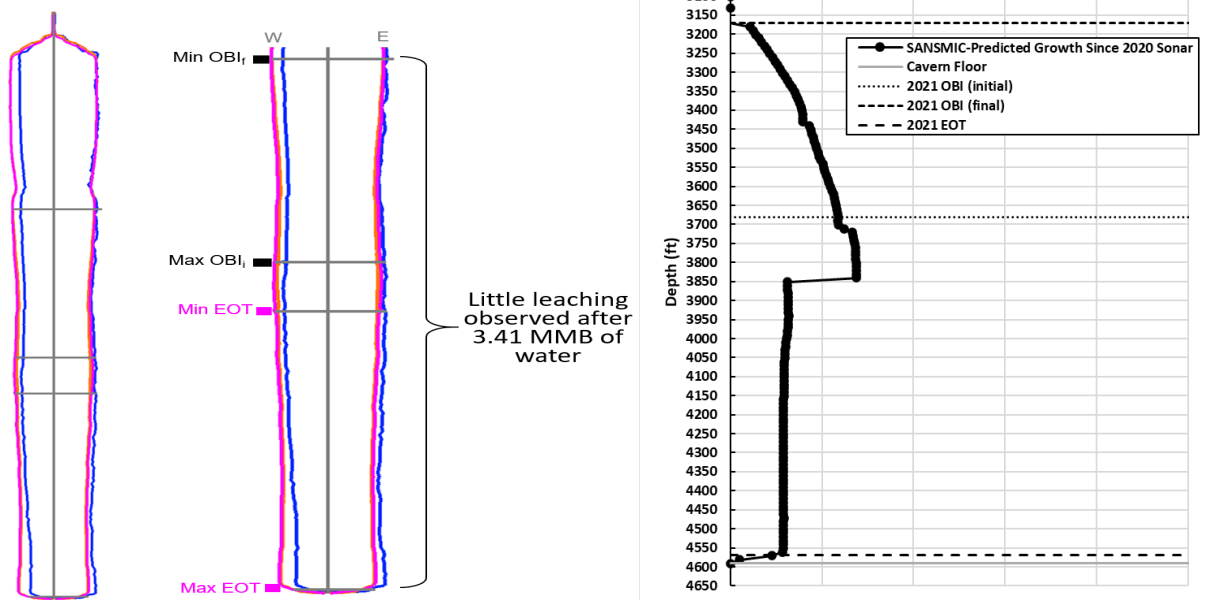 W E
Min OBIf
Max OBIi
Min EOT
Max EOT
Little leaching
observed after
3.41 MMB of
water
Depth (ft)
3150
3200
3250
3300
3350
3400
3450
3500
3550
3600
3650
3700
3750
3800
3850
3900
3950
4000
4050
4100
4150
4200
4250
4300
4350
4400
4450
4500
4550
4600
4650
SANSMIC-Predicted Growth Since 2020 Sonar
Cavern Floor
2021 OBI (initial)
2021 OBI (final)
2021 EOT